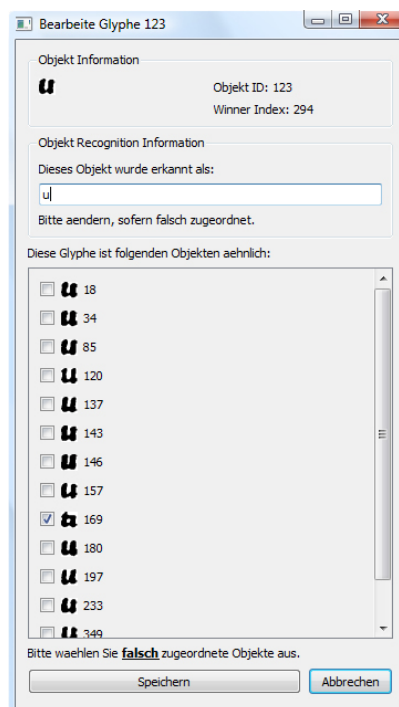 Bearbeite Glyphe 123
Objekt Information
u
Objekt ID: 123
Winner Index: 294
Objekt Recognition Information
Dieses Objekt wurde erkannt als:
u
Bitte aendern, sofern falsch zugeordnet.
Diese Glyphe ist folgenden Objekten aehnlich:
u 18
u 34
u 85
u 120
u 137
u 143
u 146
u 157
169
u 180
u 197
u 233
u 349
Bitte waehlen Sie falsch zugeordnete Objekte aus.
Speichern
Abbrechen